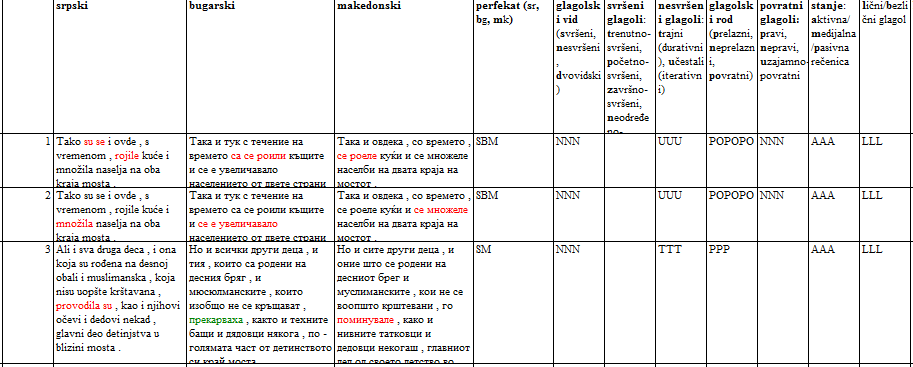 srpski
bugarski
makedonski
perfekat (sr,
bg, mk)
glagolsk
i vid
(svršeni,
nesvršeni
,
dvovidski
)
svršeni
glagoli:
trenutno-
svršeni,
početno-
svršeni,
završno-
svršeni,
neodređe
no-
nesvršen
i glagoli:
trajni
(durativni
), učestali
(iterativn
i)
glagolsk
i rod
(prelazni,
neprelazn
i,
povratni)
povratni
glagoli:
pravi,
nepravi,
uzajamno-
povratni
stanje:
aktivna/
medijalna
/pasivna
rečenica
lični/bezli
čni glagol
1
Tako su se i ovde , s
vremenom , rojile kuće i
množila naselja na oba
kraja mosta .
Така и тук с течение на
времето са се роили къщите
и се е увеличавало
населението от двете страни
Така и овдека , со времето ,
се роеле куќи и се множеле
населби на двата краја на
мостот .
SBM
NNN
UUU
POPOPO
NNN
AAA
LLL
2
Tako su se i ovde , s
vremenom , rojile kuće i
množila naselja na oba
kraja mosta .
Така и тук с течение на
времето са се роили къщите
и се е увеличавало
населението от двете страни
Така и овдека , со времето ,
се роеле куќи и се множеле
населби на двата краја на
мостот .
SBM
NNN
UUU
POPOPO
NNN
AAA
LLL
3
Ali i sva druga deca , i ona
koja su rođena na desnoj
obali i muslimanska , koja
nisu uopšte krštavana ,
provodila su , kao i njihovi
očevi i dedovi nekad ,
glavni deo detinjstva u
blizini mosta .
Но и всички други деца , и
тия , които са родени на
десния бряг , и
мюсюлманските , които
изобщо не се кръщават ,
прекарваха , както и техните
бащи и дядовци някога , по -
голямата част от детинството
си край моста
Но и сите други деца , и
оние што се родени на
десниот брег и
муслиманските , кои не се
воопшто крштевани , го
поминувале , како и
нивните татковци и
дедовци некогаш , главниот
дел од своето детство во
SM
NNN
TTT
PPP
AAA
LLL